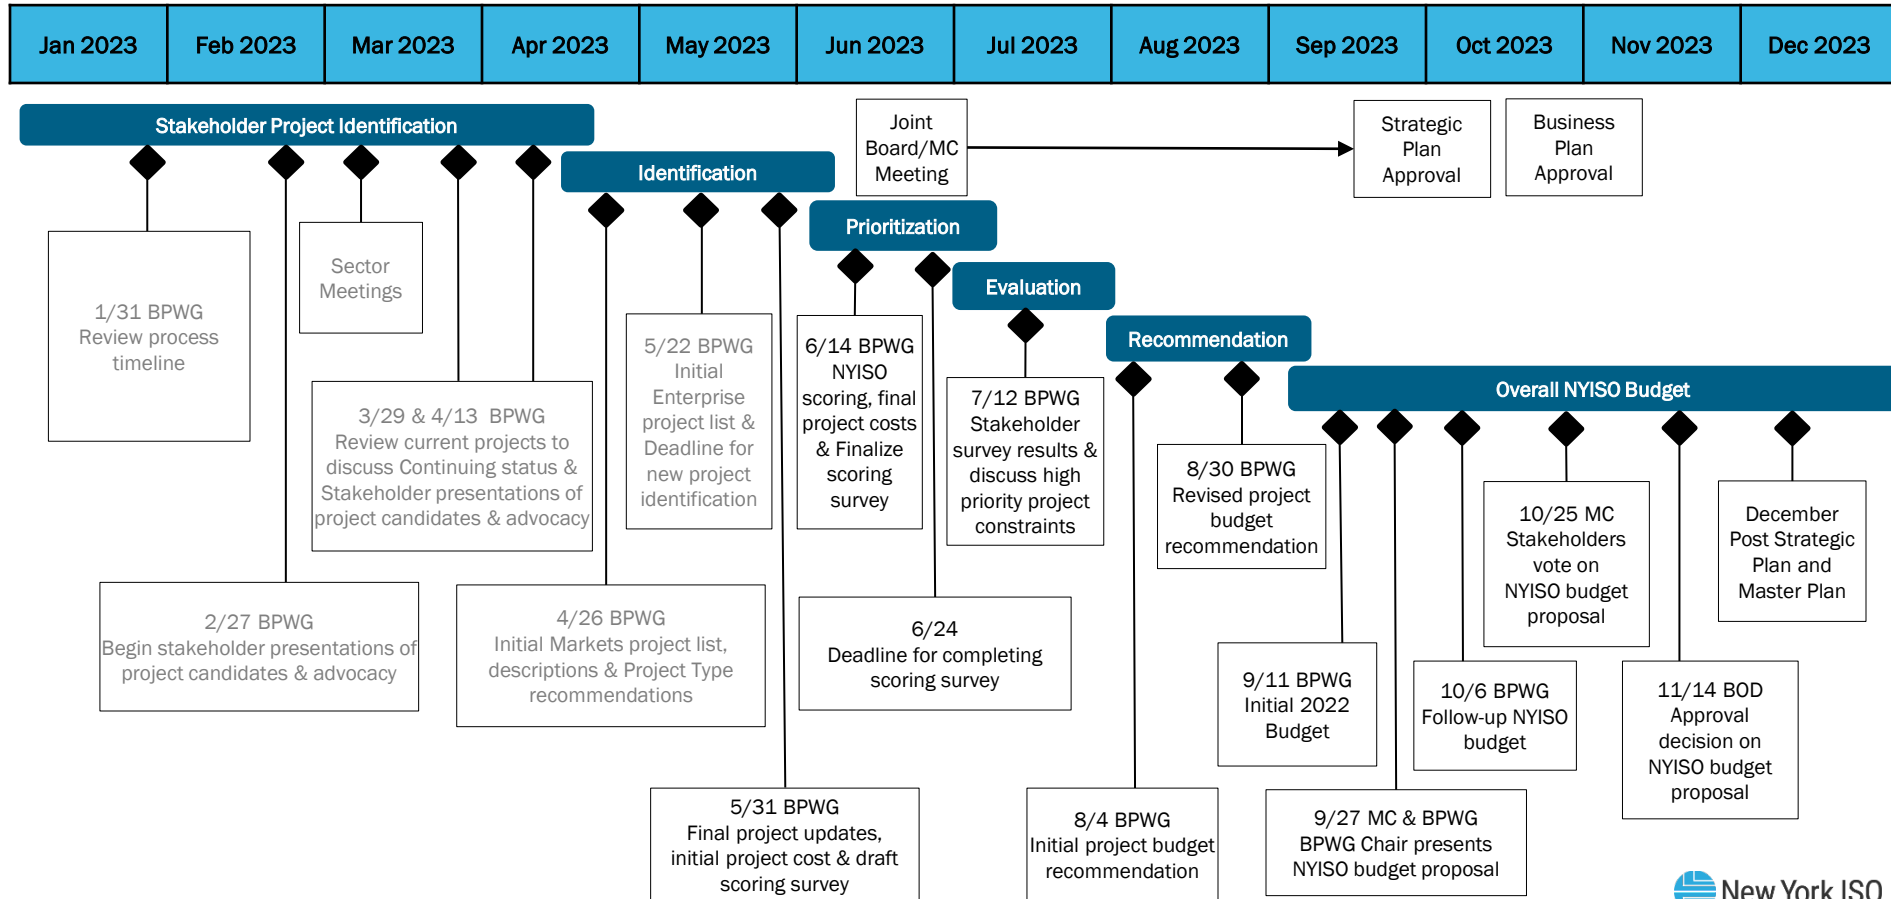 Jan 2023
Feb 2023
Mar 2023
Apr 2023
May 2023
Jun 2023
Jul 2023
Aug 2023
Sep 2023
Oct 2023
Nov 2023
Dec 2023
Stakeholder Project Identification
Identification
Prioritization
Evaluation
Recommendation
Overall NYISO Budget
Joint
Board/MC
Meeting
Strategic
Plan
Approval
Business
Plan
Approval
1/31 BPWG
Review process
timeline
2/27 BPWG
Begin stakeholder presentations of
project candidates & advocacy
Sector
Meetings
3/29 & 4/13 BPWG
Review current projects to
discuss Continuing status &
Stakeholder presentations of
project candidates & advocacy
4/26 BPWG
Initial Markets project list,
descriptions & Project Type
recommendations
5/22 BPWG
Initial
Enterprise
project list &
Deadline for
new project
identification
5/31 BPWG
Final project updates,
initial project cost & draft
scoring survey
6/14 BPWG
NYISO
scoring, final
project costs
& Finalize
scoring
survey
6/24
Deadline for completing
scoring survey
7/12 BPWG
Stakeholder
survey results &
discuss high
priority project
constraints
8/4 BPWG
Initial project budget
recommendation
8/30 BPWG
Revised project
budget
recommendation
9/11 BPWG
Initial 2022
Budget
9/27 MC & BPWG
BPWG Chair presents
NYISO budget proposal
10/6 BPWG
Follow-up NYISO
budget
10/25 MC
Stakeholders
vote on
NYISO budget
proposal
11/14 BOD
Approval
decision on
NYISO budget
proposal
December
Post Strategic
Plan and
Master Plan
New York ISO